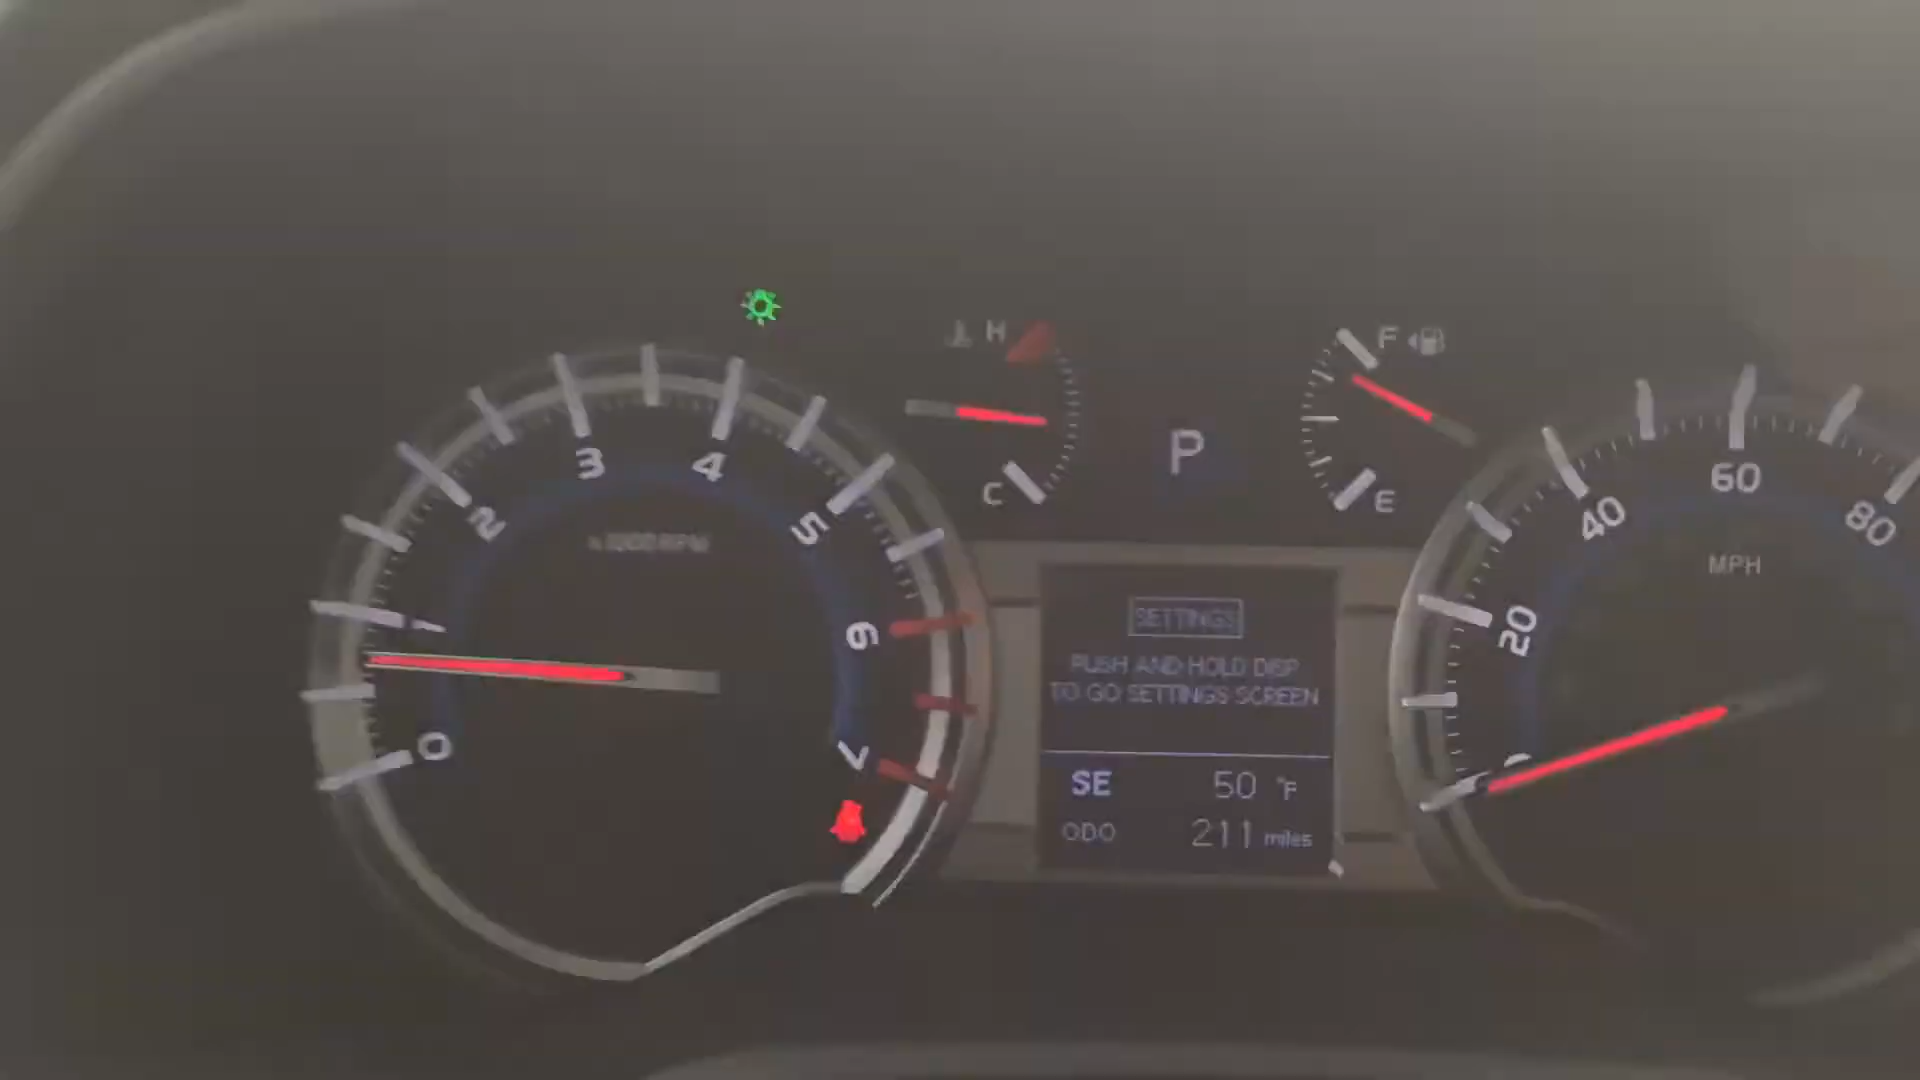 H
F
P
C
E
3
4
2
5
6
7
0
x1000RPM
60
40
80
20
MPH
SETTINGS
PUSH AND HOLD DISP
TO GO SETTINGS SCREEN
SE 50 °F
ODO 211 miles